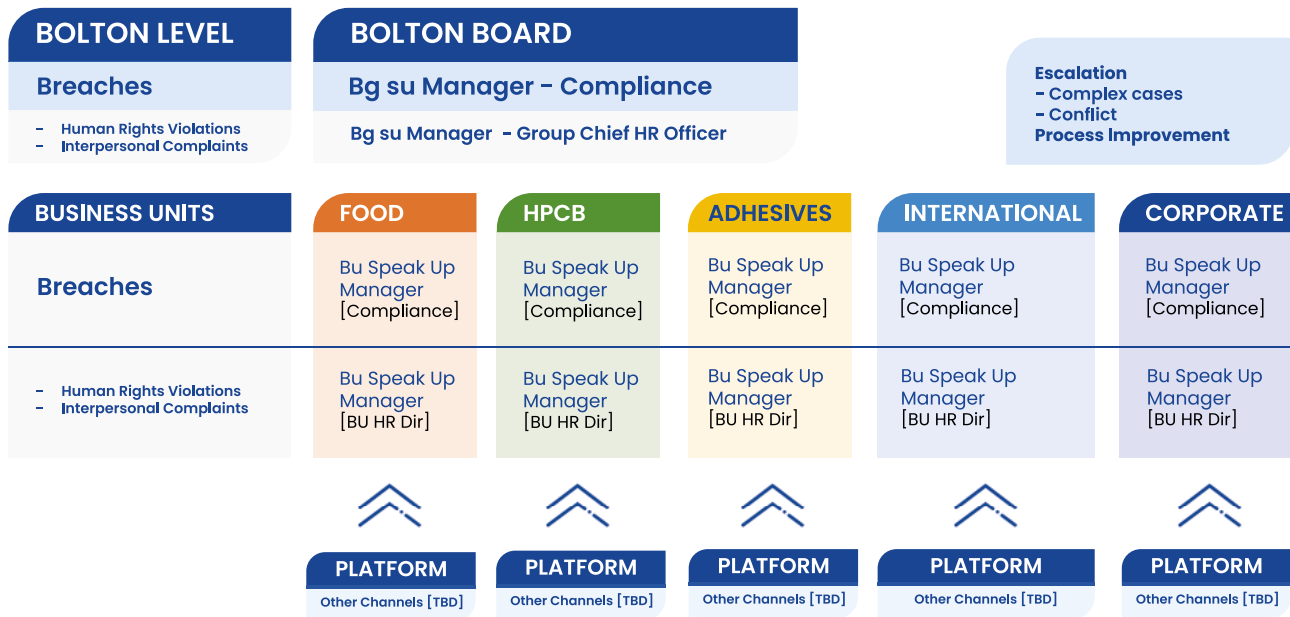 BOLTON LEVEL
Breaches
- Human Rights Violations
- Interpersonal Complaints
BOLTON BOARD
Bg su Manager - Compliance
Bg su Manager - Group Chief HR Officer
Escalation
- Complex cases
- Conflict
Process Improvement
BUSINESS UNITS
FOOD
HPCB
ADHESIVES
INTERNATIONAL
CORPORATE
Breaches
Bu Speak Up
Manager
[Compliance]
Bu Speak Up
Manager
[Compliance]
Bu Speak Up
Manager
[Compliance]
Bu Speak Up
Manager
[Compliance]
Bu Speak Up
Manager
[Compliance]
- Human Rights Violations
- Interpersonal Complaints
Bu Speak Up
Manager
[BU HR Dir]
Bu Speak Up
Manager
[BU HR Dir]
Bu Speak Up
Manager
[BU HR Dir]
Bu Speak Up
Manager
[BU HR Dir]
Bu Speak Up
Manager
[BU HR Dir]
PLATFORM
Other Channels [TBD]
PLATFORM
Other Channels [TBD]
PLATFORM
Other Channels [TBD]
PLATFORM
Other Channels [TBD]
PLATFORM
Other Channels [TBD]